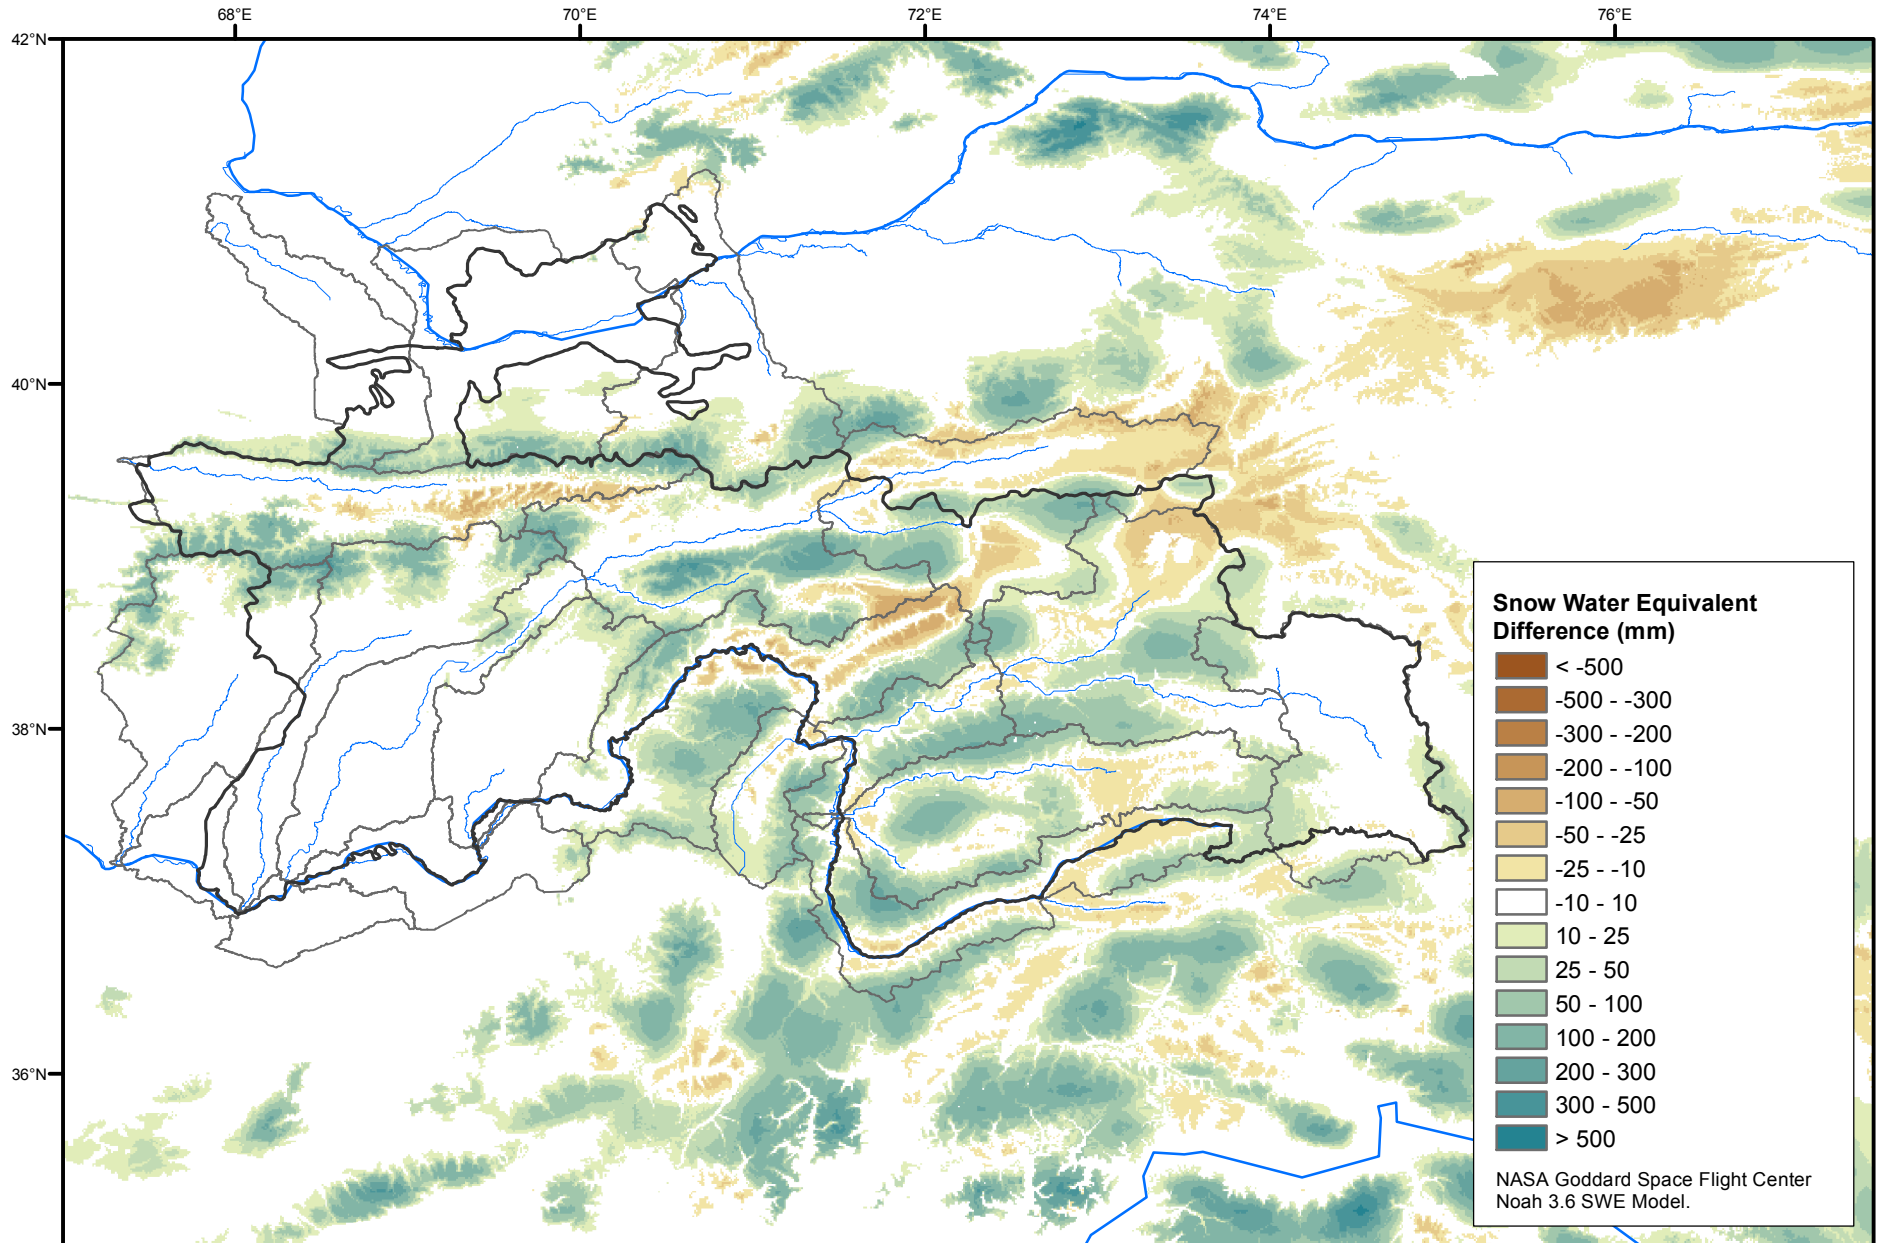 68°E
70°E
72°E
74°E
76°E
42°N
40°N
38°N
36°N
Snow Water Equivalent
Difference (mm)
< -500
-500 - -300
-300 - -200
-200 - -100
-100 - -50
-50 - -25
-25 - -10
-10 - 10
10 - 25
25 - 50
50 - 100
100 - 200
200 - 300
300 - 500
> 500
NASA Goddard Space Flight Center
Noah 3.6 SWE Model.